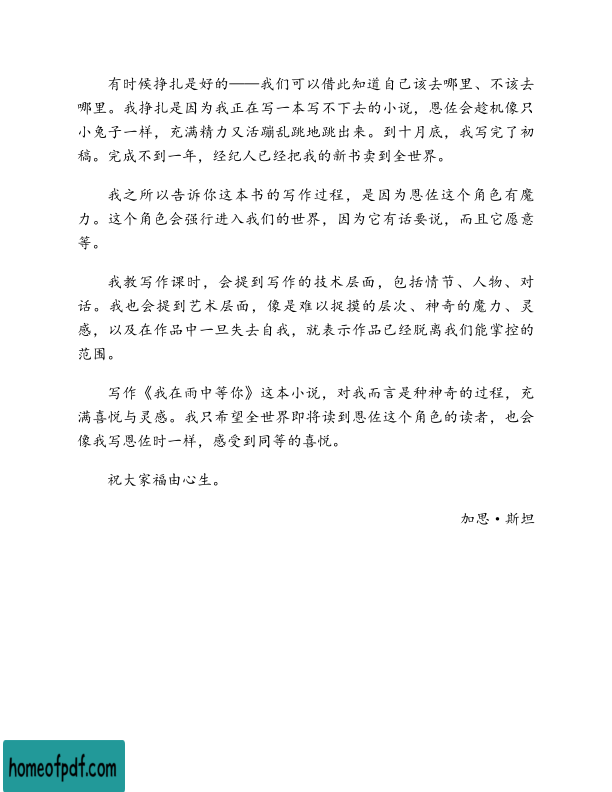 有时候挣扎是好的——我们可以借此知道自己该去哪里、不该去
哪里。我挣扎是因为我正在写一本写不下去的小说，恩佐会趁机像只
小兔子一样，充满精力又活蹦乱跳地跳出来。到十月底，我写完了初
稿。完成不到一年，经纪人已经把我的新书卖到全世界。
我之所以告诉你这本书的写作过程，是因为恩佐这个角色有魔
力。这个角色会强行进入我们的世界，因为它有话要说，而且它愿意
等。
我教写作课时，会提到写作的技术层面，包括情节、人物、对
话。我也会提到艺术层面，像是难以捉摸的层次、神奇的魔力、灵
感，以及在作品中一旦失去自我，就表示作品已经脱离我们能掌控的
范围。
写作《我在雨中等你》这本小说，对我而言是种神奇的过程，充
满喜悦与灵感。我只希望全世界即将读到恩佐这个角色的读者，也会
像我写恩佐时一样，感受到同等的喜悦。
祝大家福由心生。
加思·斯坦
homeofpdf.com